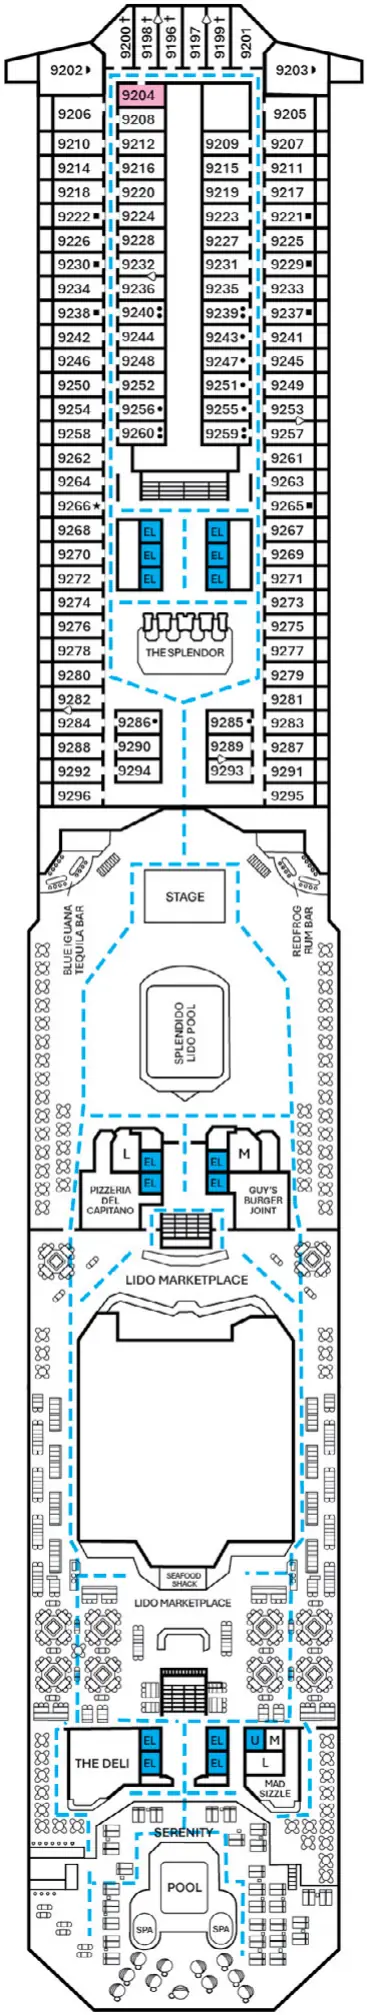 9200†
9198†
9196†
9197
9199†
9201
9202
9203
9204
9206
9208
9205
9210
9212
9209
9207
9214
9216
9215
9211
9218
9220
9219
9217
9222
9224
9223
9221
9226
9228
9227
9225
9230
9232
9231
9229
9234
9236
9235
9233
9238
9240
9239
9237
9242
9244
9243
9241
9246
9248
9247
9245
9250
9252
9251
9249
9254
9256
9255
9253
9258
9260
9259
9257
9262
9261
9264
9263
9266
9265
9268
EL
EL
9267
9270
EL
EL
9269
9272
EL
EL
9271
9274
9273
9276
9275
9278
THE SPLENDOR
9277
9280
9279
9282
9281
9284
9286
9285
9283
9288
9290
9289
9287
9292
9294
9293
9291
9296
9295
STAGE
BLUE IGUANA
TEQUILA BAR
REDFROG
RUM BAR
SPLENDIDO
LIDO POOL
L
EL
EL
M
EL
EL
PIZZERIA
DEL
CAPITANO
GUY'S
BURGER
JOINT
LIDO MARKETPLACE
SEAFOOD
SHACK
LIDO MARKETPLACE
THE DELI
EL
EL
EL
EL
U
M
L
MAD
SIZZLE
SERENITY
POOL
SPA
SPA